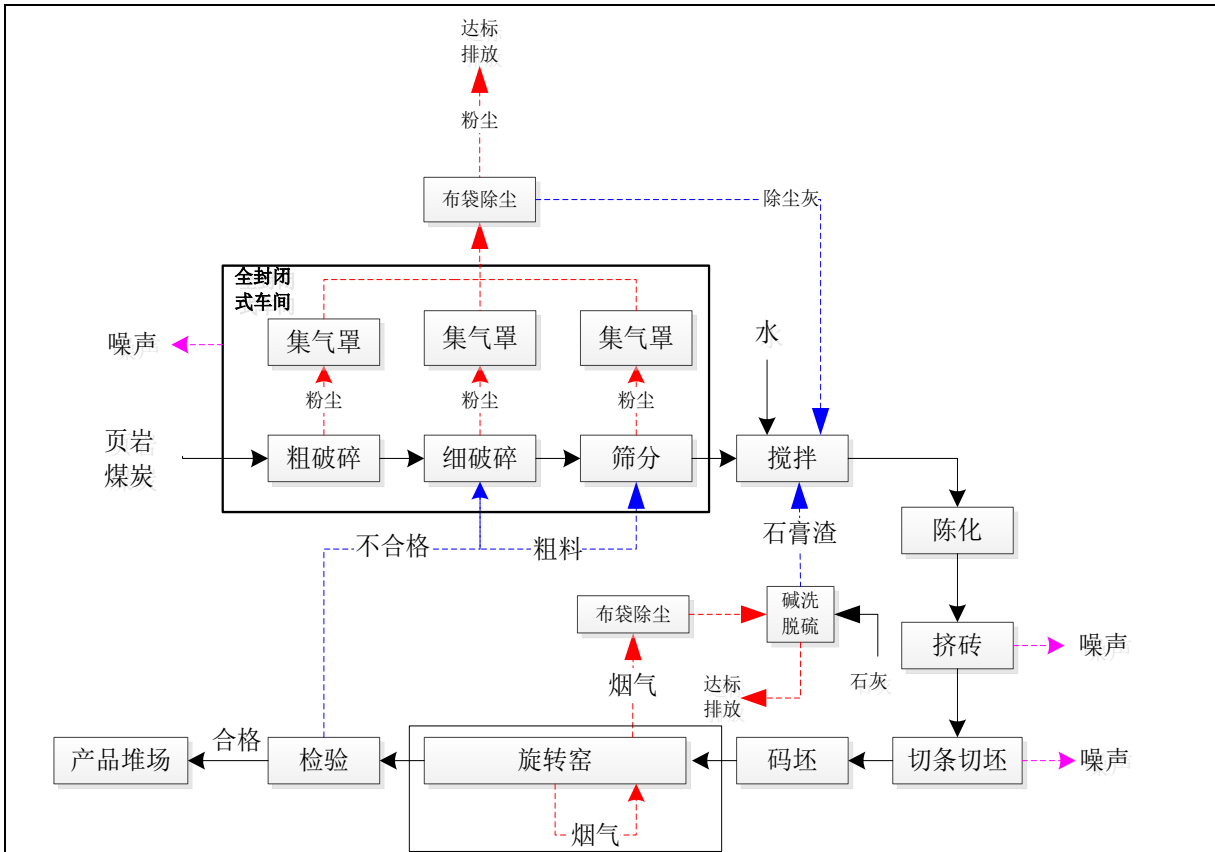 达标
排放
粉尘
布袋除尘
除尘灰
全封闭
式车间
噪声
集气罩
集气罩
集气罩
水
粉尘
粉尘
粉尘
页岩
煤炭
粗破碎
细破碎
筛分
搅拌
不合格
粗料
石膏渣
陈化
布袋除尘
碱洗
脱硫
挤砖
噪声
烟气
达标
排放
石灰
产品堆场
合格
检验
旋转窑
码坯
切条切坯
噪声
烟气